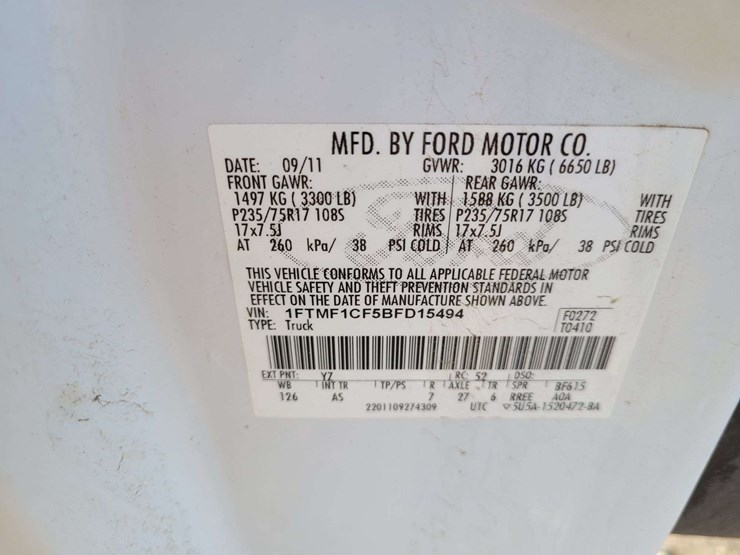 MFD. BY FORD MOTOR CO.
DATE: 09/11 GVWR: 3016 KG ( 6650 LB)
FRONT GAWR: REAR GAWR:
1497 KG ( 3300 LB) WITH 1588 KG ( 3500 LB) WITH
P235/75R17 108S TIRES P235/75R17 108S TIRES
17x7.5J RIMS 17x7.5J RIMS
AT 260 kPa/ 38 PSI COLD AT 260 kPa/ 38 PSI COLD
THIS VEHICLE CONFORMS TO ALL APPLICABLE FEDERAL MOTOR
VEHICLE SAFETY AND THEFT PREVENTION STANDARDS IN
EFFECT ON THE DATE OF MANUFACTURE SHOWN ABOVE.
VIN: 1FTMF1CF5BFD15494 F0272
TYPE: Truck T0410
EXT PNT: YZ RC: 52 DSO:
WB INT TR TP/PS R AXLE TR SPR BF615
126 AS 7 27 6 RREE AOA
2201109274309 UTC 5U5A-1520472-BA